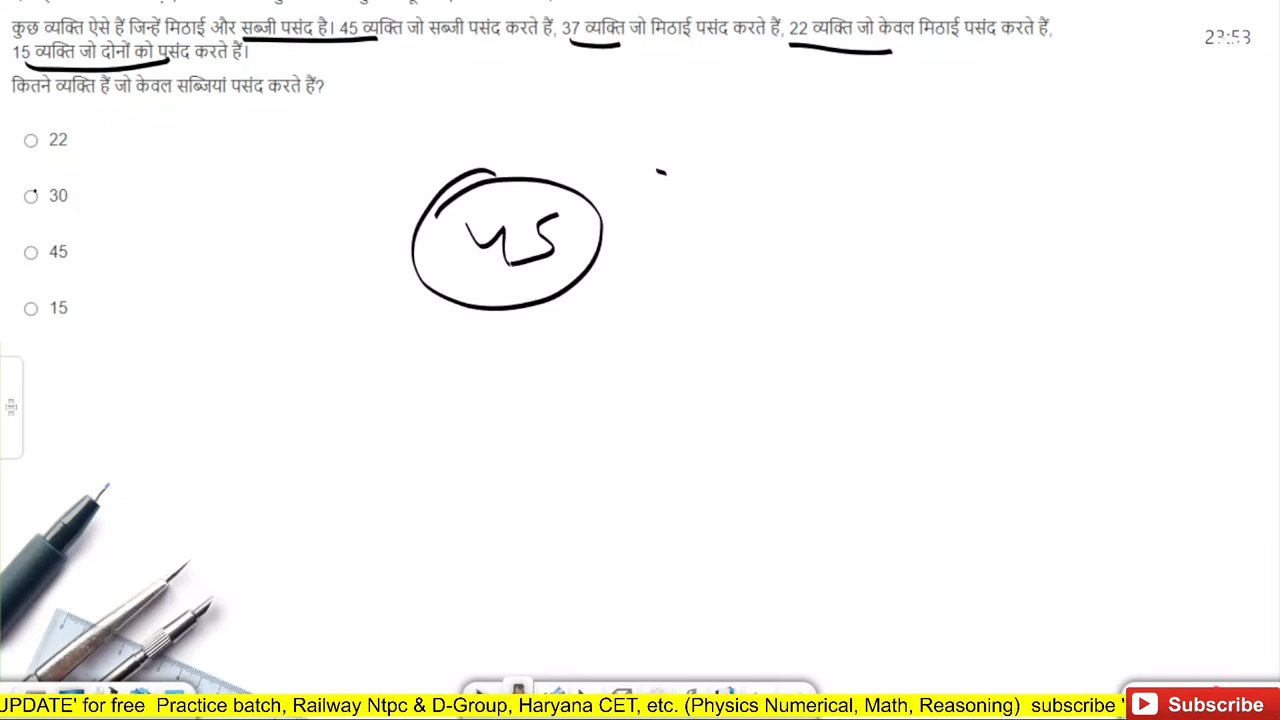 कुछ व्यक्ति ऐसे हैं जिन्हें मिठाई और सब्जी पसंद है। 45 व्यक्ति जो सब्जी पसंद करते हैं, 37 व्यक्ति जो मिठाई पसंद करते हैं, 22 व्यक्ति जो केवल मिठाई पसंद करते हैं,
23:53
15 व्यक्ति जो दोनों को पसंद करते हैं।
कितने व्यक्ति हैं जो केवल सब्जियां पसंद करते हैं?
22
30
45
15
45
UPDATE' for free Practice batch, Railway Ntpc & D-Group, Haryana CET, etc. (Physics Numerical, Math, Reasoning) subscribe '
Subscribe